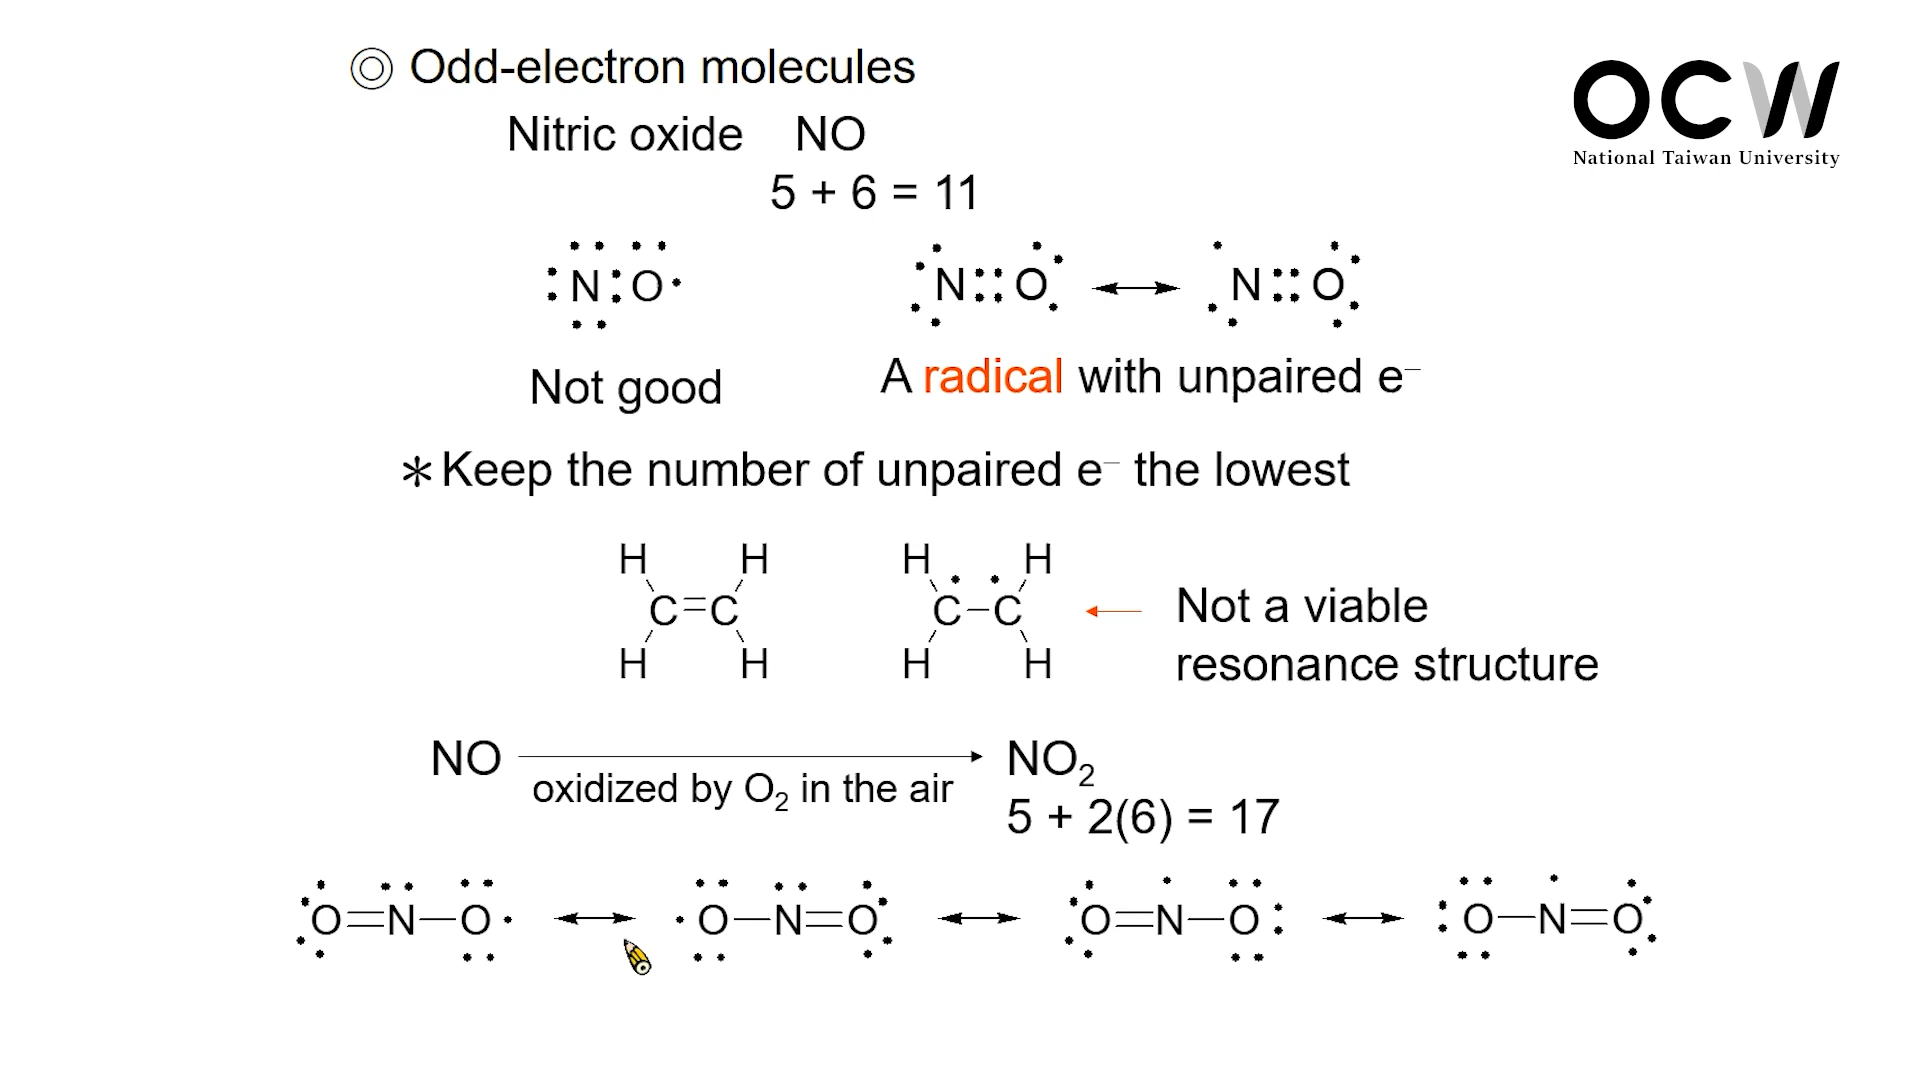 ◎ Odd-electron molecules
OCW
National Taiwan University
Nitric oxide NO
5 + 6 = 11
N:O· N::O ↔ N::O
Not good
A radical with unpaired e⁻
*Keep the number of unpaired e⁻ the lowest
H H H H
C=C C–C ← Not a viable
H H H H resonance structure
NO → NO₂
oxidized by O₂ in the air
5 + 2(6) = 17
O=N–O· ↔ ·O–N=O ↔ O=N–O: ↔ :O–N=O